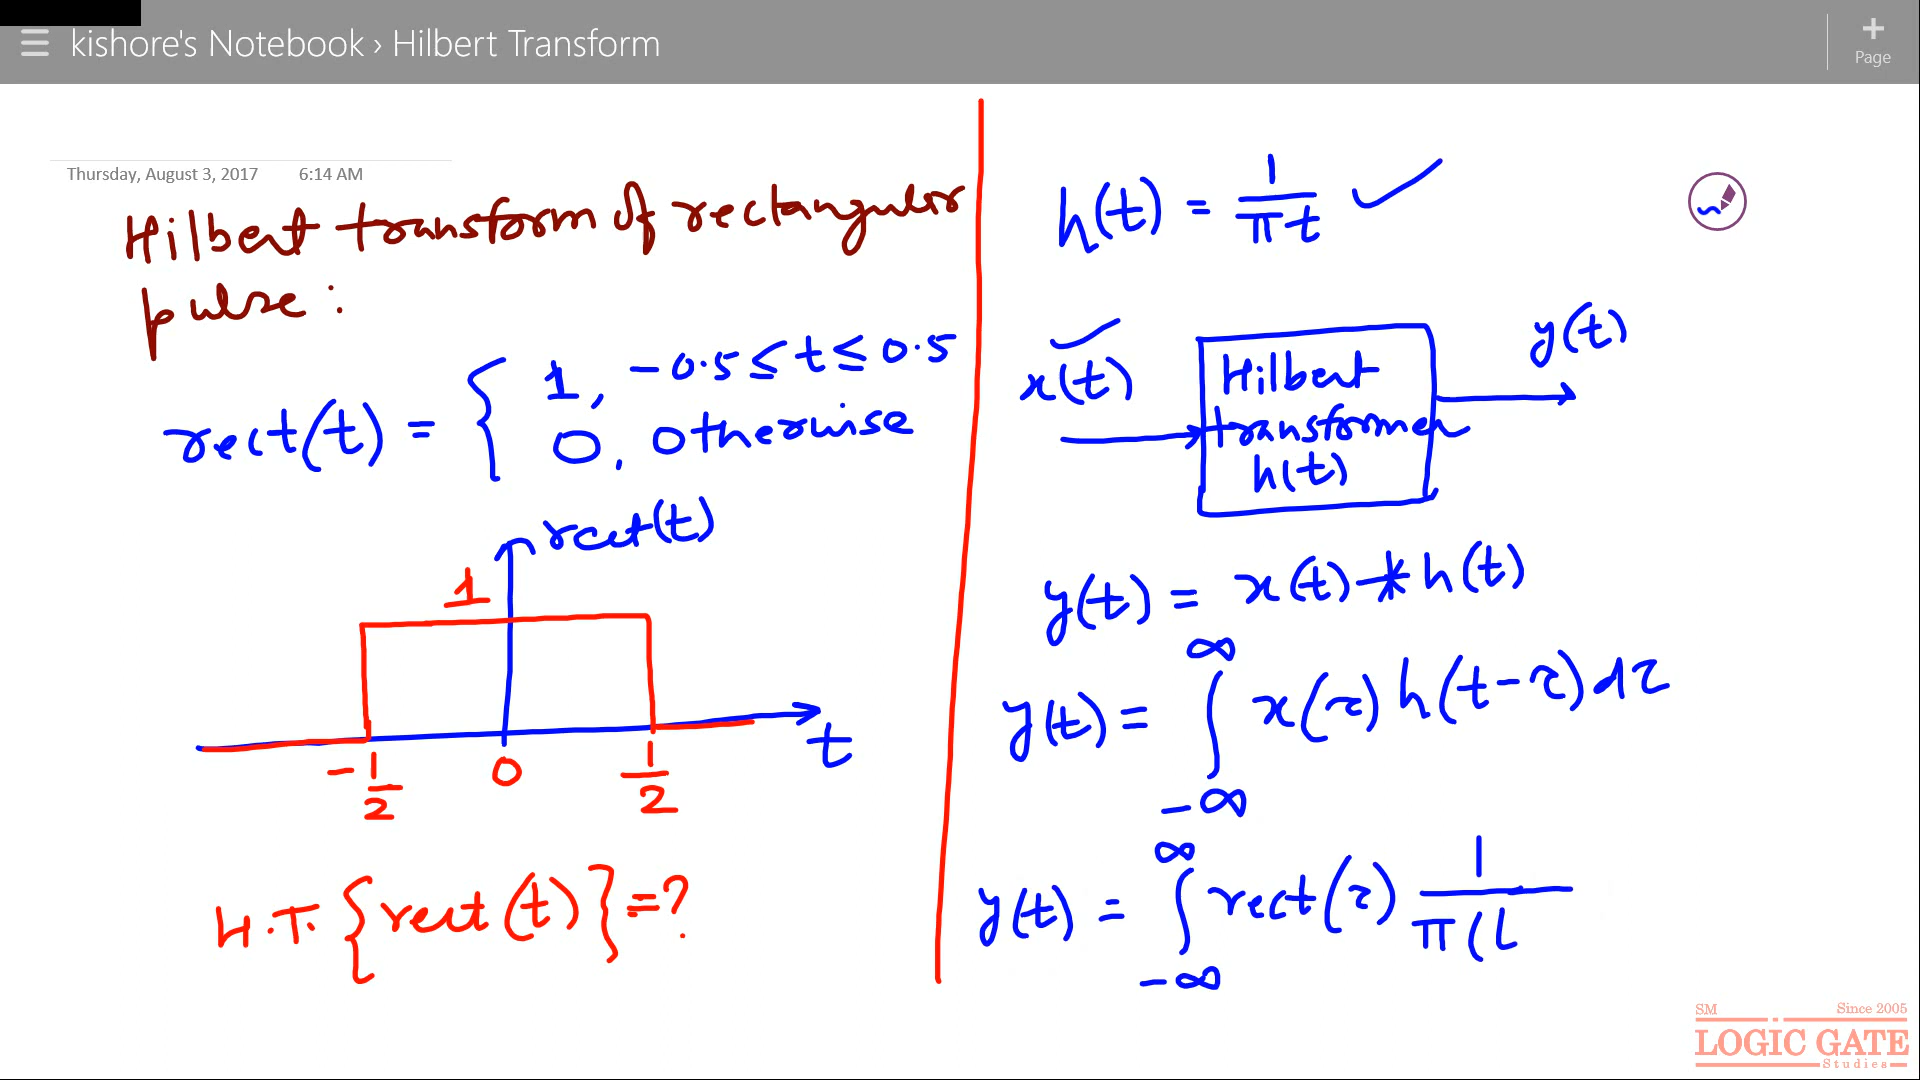 kishore's Notebook › Hilbert Transform
+
Page
Thursday, August 3, 2017 6:14 AM
Hilbert transform of rectangular
pulse :
rect(t) = { 1, -0.5 ≤ t ≤ 0.5
0, otherwise
rect(t)
1
-1/2 0 1/2 t
H.T. {rect(t)} = ?
h(t) = 1/πt ✓
x(t) Hilbert transformer h(t) y(t)
y(t) = x(t) * h(t)
y(t) = ∫_{-∞}^{∞} x(τ) h(t-τ) dτ
y(t) = ∫_{-∞}^{∞} rect(τ) 1/π(
SM Since 2005
LOGIC GATE
Studies